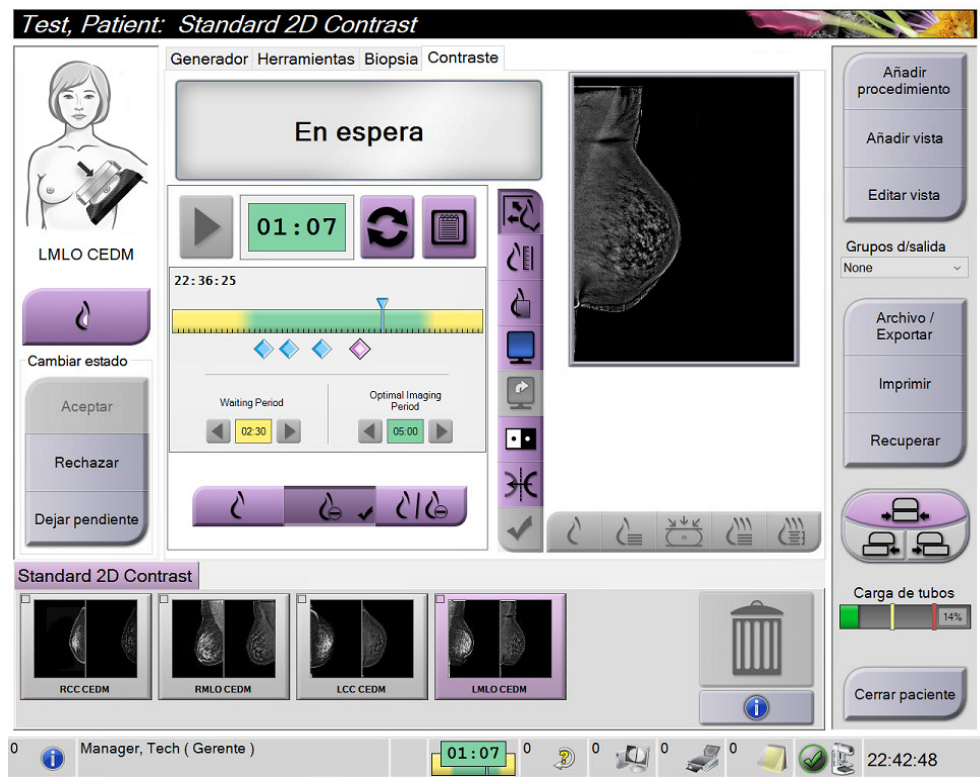 Test, Patient:  Standard 2D Contrast
Generador Herramientas Biopsia Contraste
En espera
LMLO CEDM
01:07
22:36:25
Waiting Period
Optimal Imaging
Period
02:30
05:00
Cambiar estado
Aceptar
Rechazar
Dejar pendiente
Añadir
procedimiento
Añadir vista
Editar vista
Grupos d/salida
None
Archivo /
Exportar
Imprimir
Recuperar
Carga de tubos
14%
Cerrar paciente
Standard 2D Contrast
RCC CEDM
RMLO CEDM
LCC CEDM
LMLO CEDM
0
Manager, Tech ( Gerente )
01:07
0
0
0
0
22:42:48